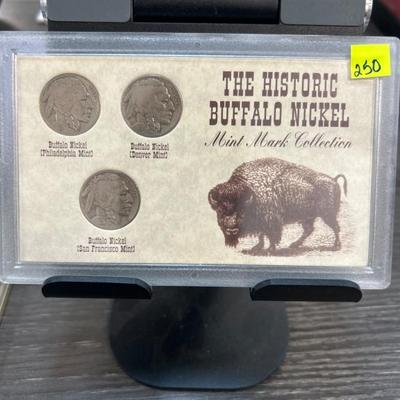 250
THE HISTORIC
BUFFALO NICKEL
Mint Mark Collection
Buffalo Nickel
(Philadelphia Mint)
Buffalo Nickel
(Denver Mint)
Buffalo Nickel
(San Francisco Mint)